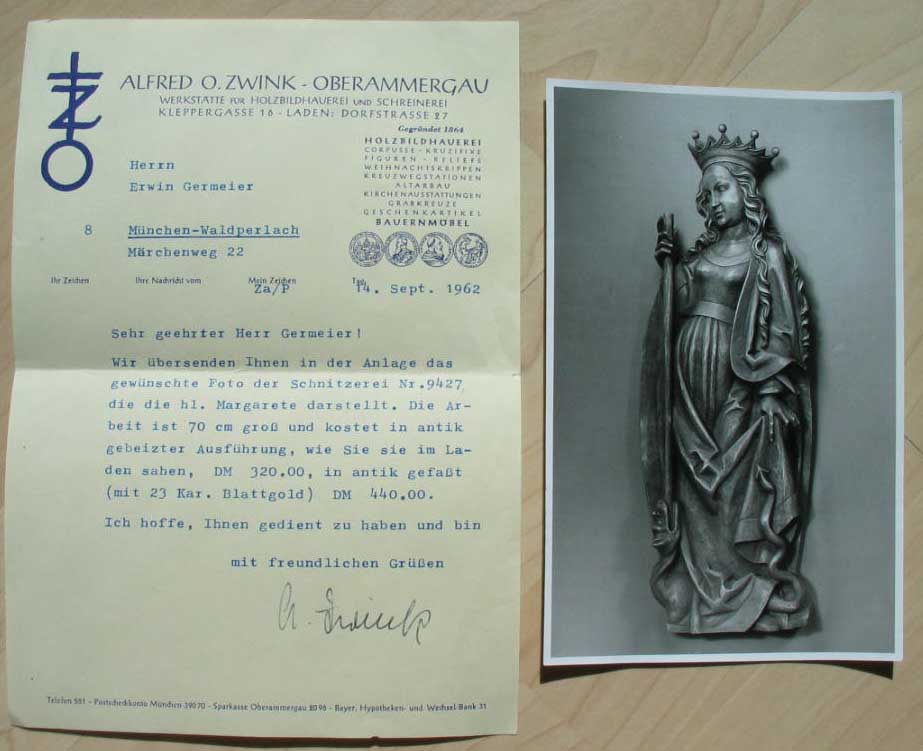 ALFRED O. ZWINK - OBERAMMERGAU
WERKSTÄTTE FÜR HOLZBILDHAUEREI UND SCHREINEREI
KLEPPERGASSE 16 - LADEN: DORFSTRASSE 27
Gegründet 1864
HOLZBILDHAUEREI
CORPUSSE - KRUZIFIXE
FIGUREN - RELIEFS
WEIHNACHTSKRIPPEN
KREUZWEGSTATIONEN
ALTARBAU
KIRCHENAUSSTATTUNGEN
GRABKREUZE
GESCHENKARTIKEL
BAUERNMÖBEL
Herrn
Erwin Germeier
8 München-Waldperlach
Märchenweg 22
Ihr Zeichen Ihre Nachricht vom Mein Zeichen Tag
Za/P 14. Sept. 1962
Sehr geehrter Herr Germeier!
Wir übersenden Ihnen in der Anlage das
gewünschte Foto der Schnitzerei Nr.9427
die die hl. Margarete darstellt. Die Ar-
beit ist 70 cm groß und kostet in antik
gebeizter Ausführung, wie Sie sie im La-
den sahen, DM 320.00, in antik gefaßt
(mit 23 Kar. Blattgold) DM 440.00.
Ich hoffe, Ihnen gedient zu haben und bin
mit freundlichen Grüßen
A. Zwink
Telefon 551 - Postscheckkonto München 39070 - Sparkasse Oberammergau 2096 - Bayer. Hypotheken- und Wechsel-Bank 31